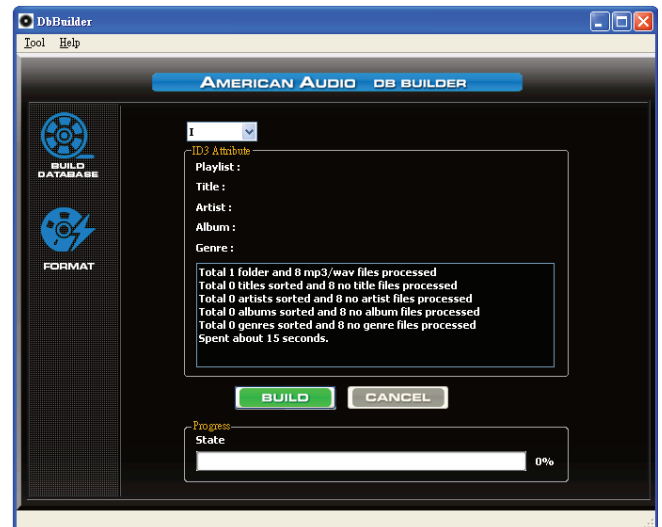 DbBuilder
Tool Help
AMERICAN AUDIO DB BUILDER
BUILD
DATABASE
FORMAT
I
ID3 Attribute
Playlist :
Title :
Artist :
Album :
Genre :
Total 1 folder and 8 mp3/wav files processed
Total 0 titles sorted and 8 no title files processed
Total 0 artists sorted and 8 no artist files processed
Total 0 albums sorted and 8 no album files processed
Total 0 genres sorted and 8 no genre files processed
Spent about 15 seconds.
BUILD CANCEL
Progress
State
0%